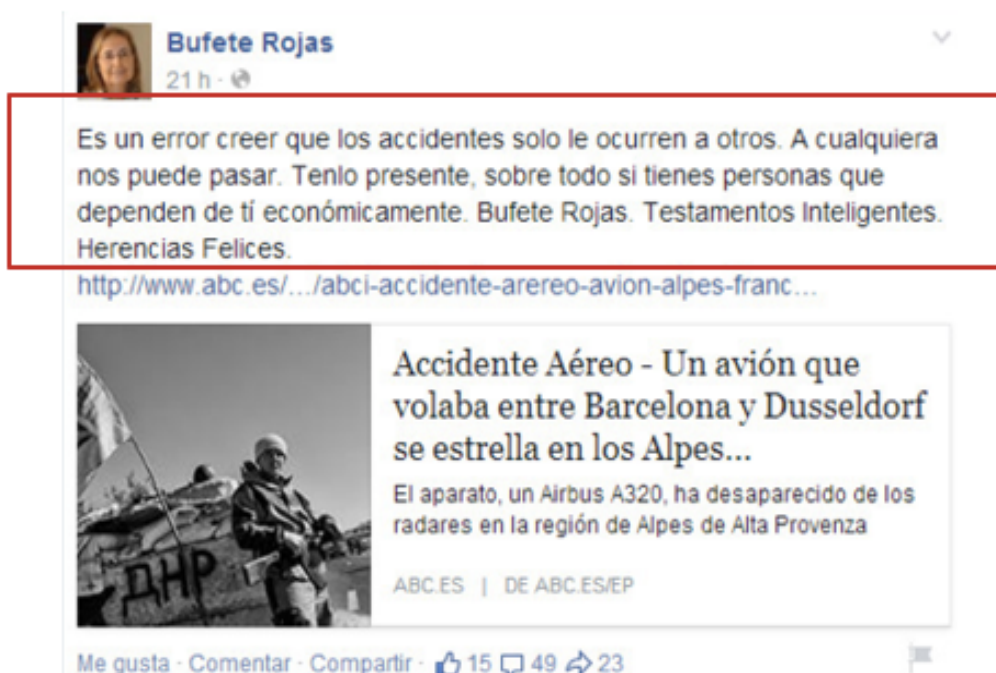 Bufete Rojas
21 h ·
Es un error creer que los accidentes solo le ocurren a otros. A cualquiera
nos puede pasar. Tenlo presente, sobre todo si tienes personas que
dependen de tí económicamente. Bufete Rojas. Testamentos Inteligentes.
Herencias Felices.
http://www.abc.es/.../abci-accidente-arereo-avion-alpes-franc...
Accidente Aéreo - Un avión que
volaba entre Barcelona y Dusseldorf
se estrella en los Alpes...
El aparato, un Airbus A320, ha desaparecido de los
radares en la región de Alpes de Alta Provenza
ДНР
ABC.ES | DE ABC.ES/EP
Me gusta · Comentar · Compartir · 15 49 23